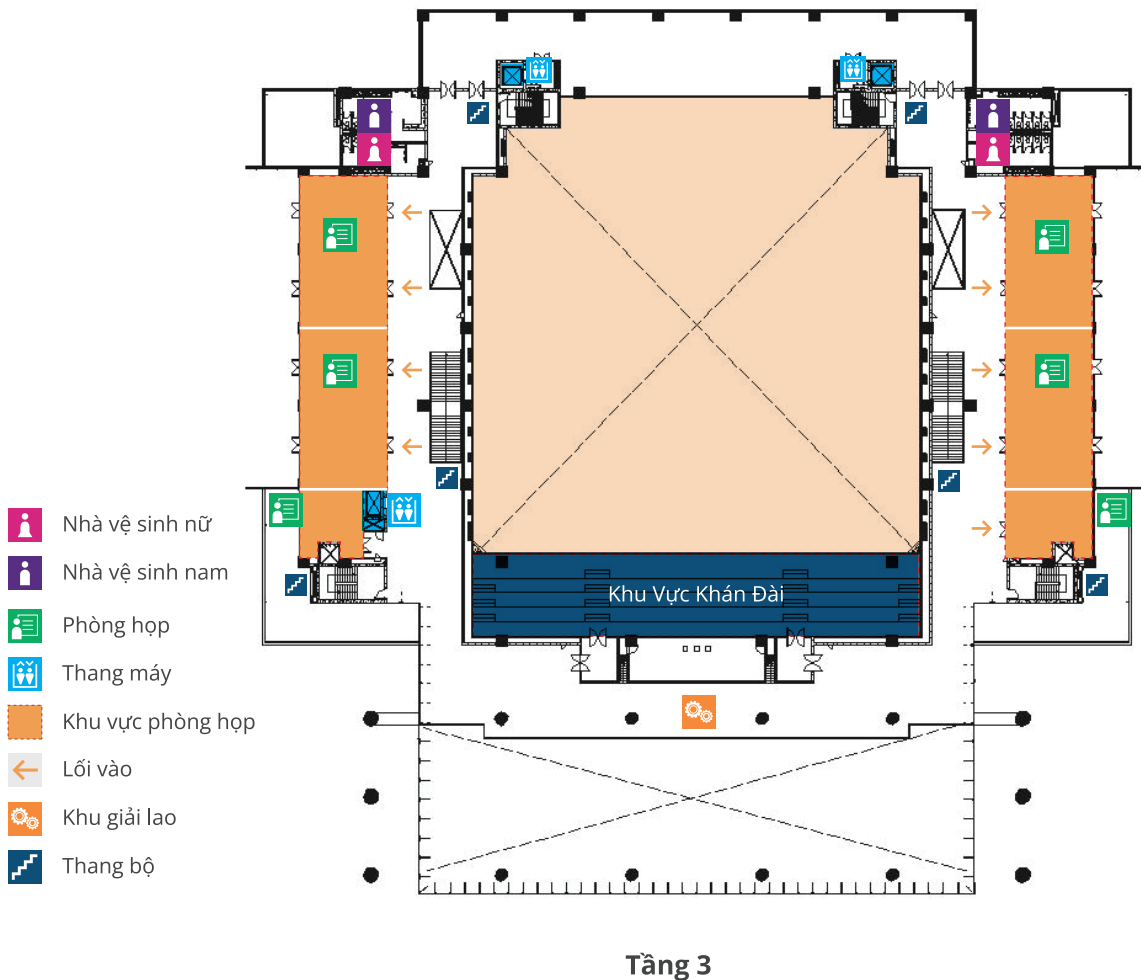 Khu Vực Khán Đài
Nhà vệ sinh nữ
Nhà vệ sinh nam
Phòng họp
Thang máy
Khu vực phòng họp
Lối vào
Khu giải lao
Thang bộ
Tầng 3